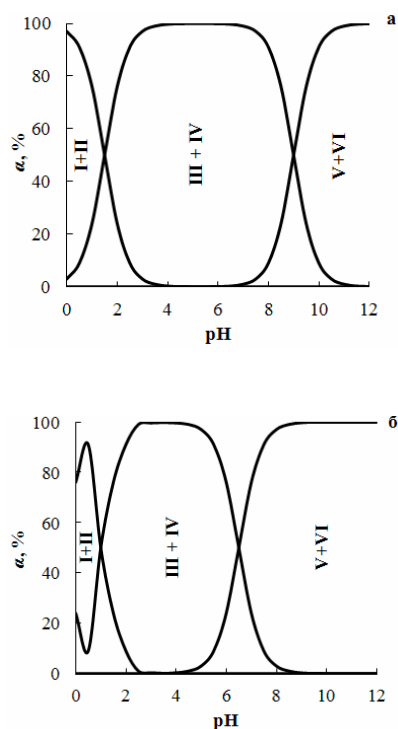 а
100
80
60
40
20
0
α, %
I+II
III + IV
V+VI
0 2 4 6 8 10 12
pH
б
100
80
60
40
20
0
α, %
I+II
III + IV
V+VI
0 2 4 6 8 10 12
pH